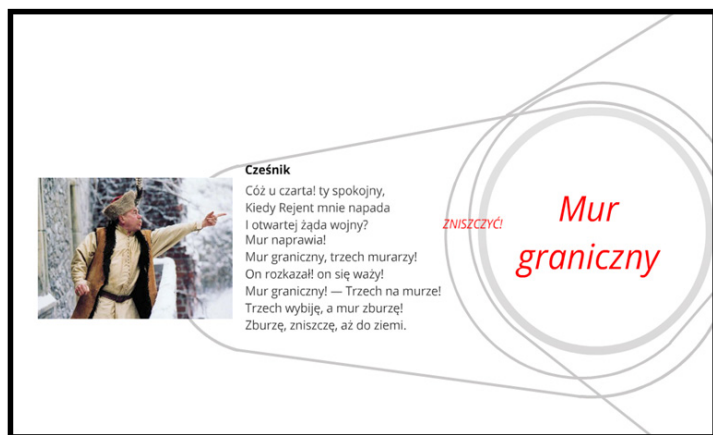 Cześnik
Cóż u czarta! ty spokojny,
Kiedy Rejent mnie napada
I otwartej żąda wojny?
Mur naprawia!
Mur graniczny, trzech murarzy!
On rozkazał! on się waży!
Mur graniczny! — Trzech na murze!
Trzech wybiję, a mur zburzę!
Zburzę, zniszczę, aż do ziemi.
ZNISZCZYĆ!
Mur
graniczny